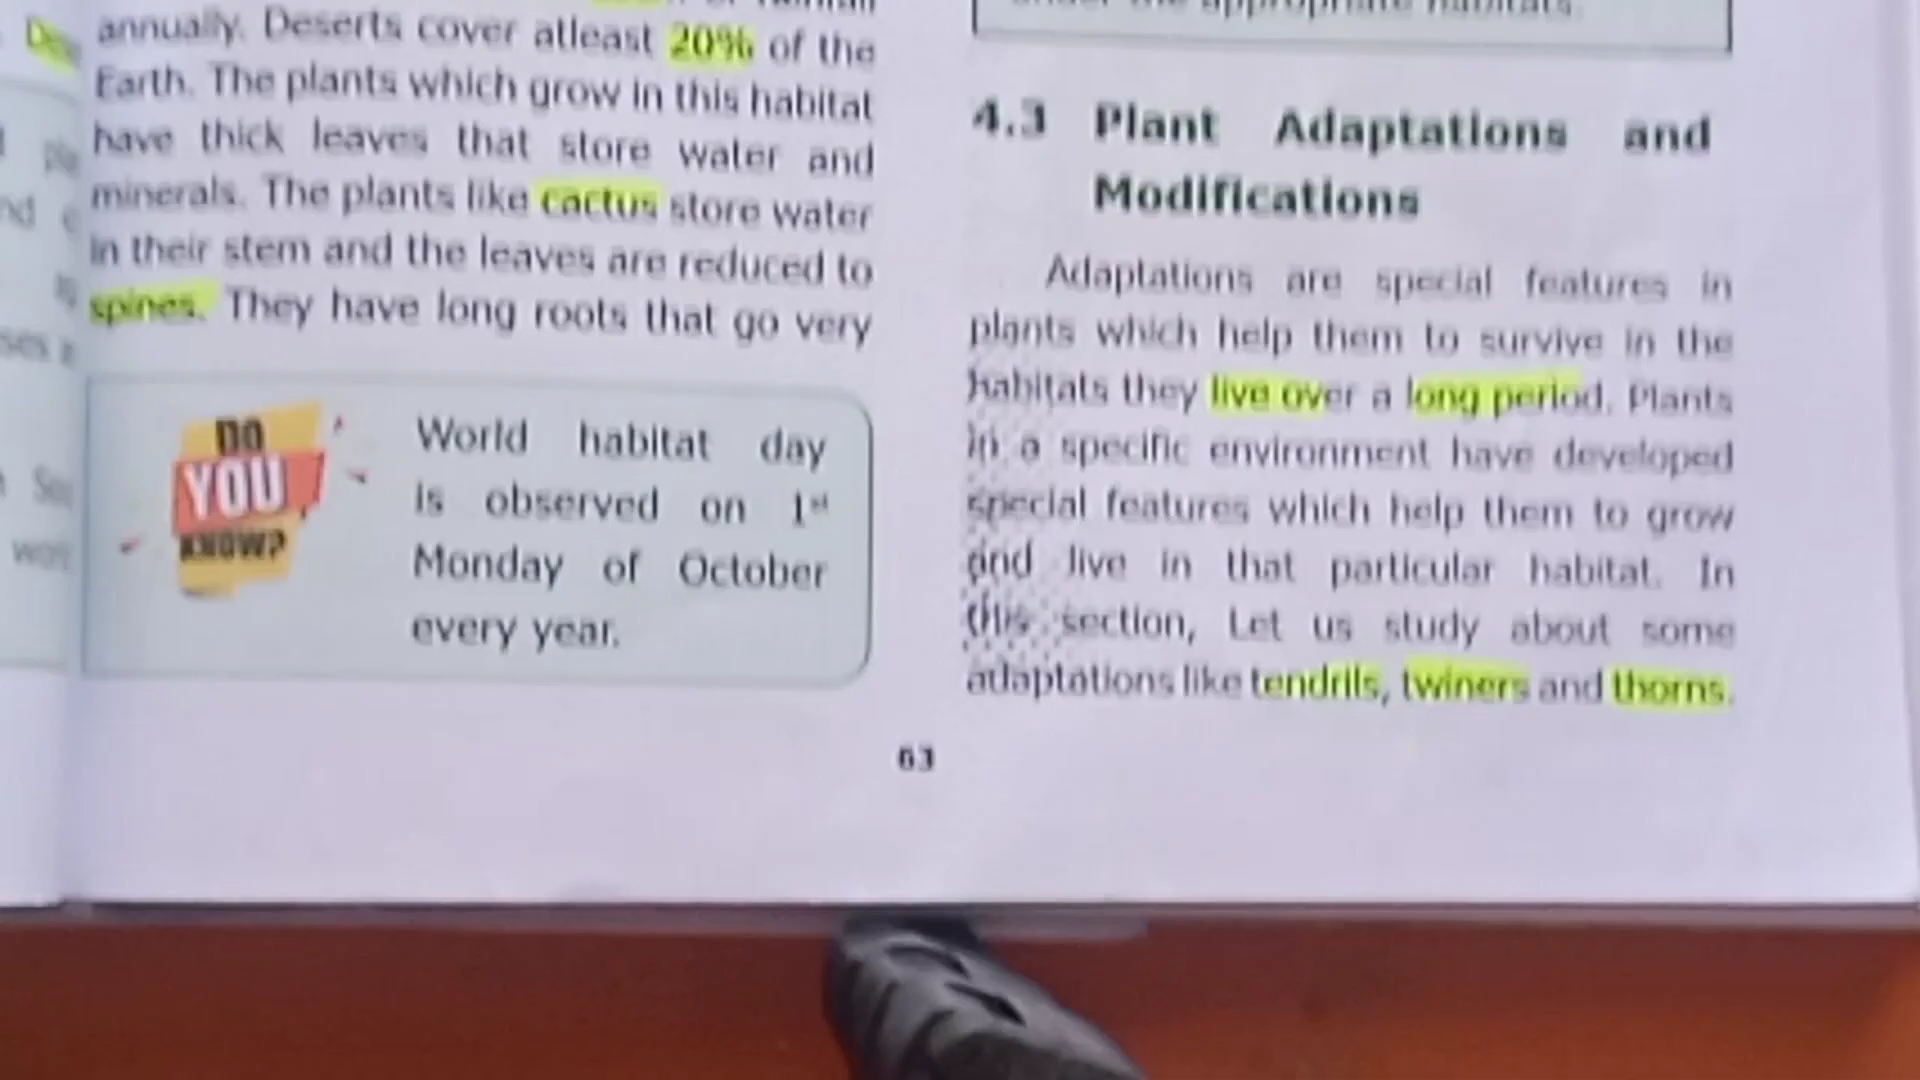 annually. Deserts cover atleast 20% of the
Earth. The plants which grow in this habitat
have thick leaves that store water and
minerals. The plants like cactus store water
in their stem and the leaves are reduced to
spines. They have long roots that go very
DO
YOU
KNOW?
World habitat day
is observed on 1st
Monday of October
every year.
under the appropriate habitats.
4.3 Plant Adaptations and
Modifications
Adaptations are special features in
plants which help them to survive in the
habitats they live over a long period. Plants
in a specific environment have developed
special features which help them to grow
and live in that particular habitat. In
this section, Let us study about some
adaptations like tendrils, twiners and thorns.
63